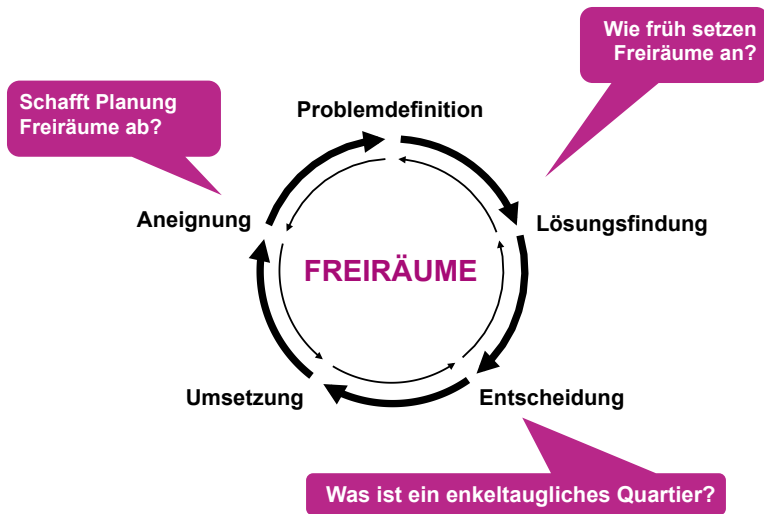 Wie früh setzen
Freiräume an?
Schafft Planung
Freiräume ab?
Problemdefinition
Aneignung
Lösungsfindung
FREIRÄUME
Umsetzung
Entscheidung
Was ist ein enkeltaugliches Quartier?